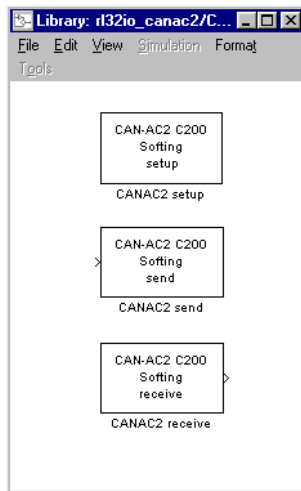 Library: rl32io_canac2/C...
File Edit View Simulation Format
Tools
CAN-AC2 C200
Softing
setup
CANAC2 setup
CAN-AC2 C200
Softing
send
CANAC2 send
CAN-AC2 C200
Softing
receive
CANAC2 receive